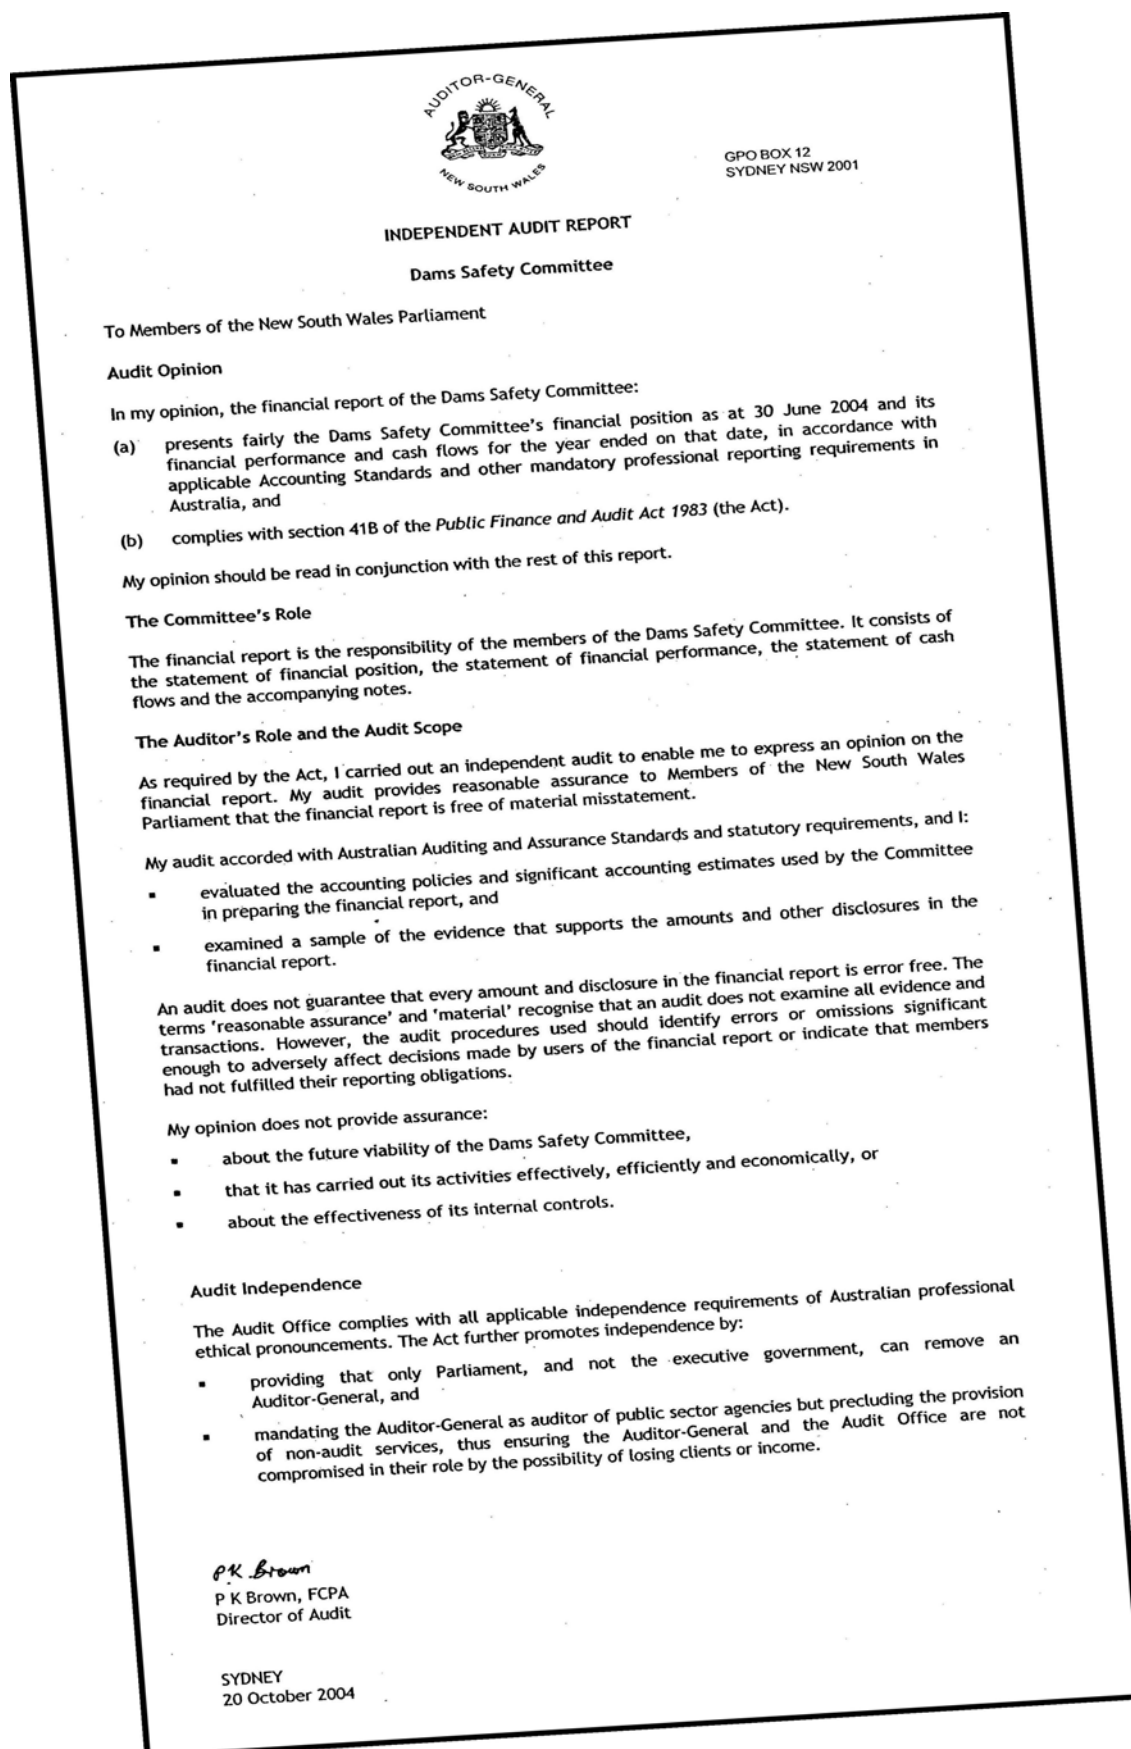 AUDITOR-GENERAL
NEW SOUTH WALES
GPO BOX 12
SYDNEY NSW 2001
INDEPENDENT AUDIT REPORT
Dams Safety Committee
To Members of the New South Wales Parliament
Audit Opinion
In my opinion, the financial report of the Dams Safety Committee:
(a) presents fairly the Dams Safety Committee's financial position as at 30 June 2004 and its
financial performance and cash flows for the year ended on that date, in accordance with
applicable Accounting Standards and other mandatory professional reporting requirements in
Australia, and
(b) complies with section 41B of the Public Finance and Audit Act 1983 (the Act).
My opinion should be read in conjunction with the rest of this report.
The Committee's Role
The financial report is the responsibility of the members of the Dams Safety Committee. It consists of
the statement of financial position, the statement of financial performance, the statement of cash
flows and the accompanying notes.
The Auditor's Role and the Audit Scope
As required by the Act, I carried out an independent audit to enable me to express an opinion on the
financial report. My audit provides reasonable assurance to Members of the New South Wales
Parliament that the financial report is free of material misstatement.
My audit accorded with Australian Auditing and Assurance Standards and statutory requirements, and I:
▪ evaluated the accounting policies and significant accounting estimates used by the Committee
in preparing the financial report, and
▪ examined a sample of the evidence that supports the amounts and other disclosures in the
financial report.
An audit does not guarantee that every amount and disclosure in the financial report is error free. The
terms 'reasonable assurance' and 'material' recognise that an audit does not examine all evidence and
transactions. However, the audit procedures used should identify errors or omissions significant
enough to adversely affect decisions made by users of the financial report or indicate that members
had not fulfilled their reporting obligations.
My opinion does not provide assurance:
▪ about the future viability of the Dams Safety Committee,
▪ that it has carried out its activities effectively, efficiently and economically, or
▪ about the effectiveness of its internal controls.
Audit Independence
The Audit Office complies with all applicable independence requirements of Australian professional
ethical pronouncements. The Act further promotes independence by:
▪ providing that only Parliament, and not the executive government, can remove an
Auditor-General, and
▪ mandating the Auditor-General as auditor of public sector agencies but precluding the provision
of non-audit services, thus ensuring the Auditor-General and the Audit Office are not
compromised in their role by the possibility of losing clients or income.
PK Brown
P K Brown, FCPA
Director of Audit
SYDNEY
20 October 2004